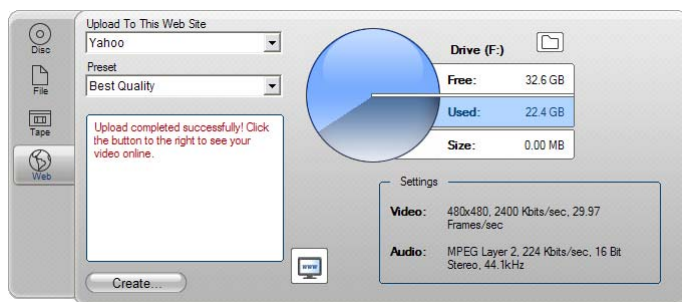 Disc
File
Tape
Web
Upload To This Web Site
Yahoo
Preset
Best Quality
Upload completed successfully! Click
the button to the right to see your
video online.
Create...
www
Drive (F:)
Free: 32.6 GB
Used: 22.4 GB
Size: 0.00 MB
Settings
Video: 480x480, 2400 Kbits/sec, 29.97
Frames/sec
Audio: MPEG Layer 2, 224 Kbits/sec, 16 Bit
Stereo, 44.1kHz